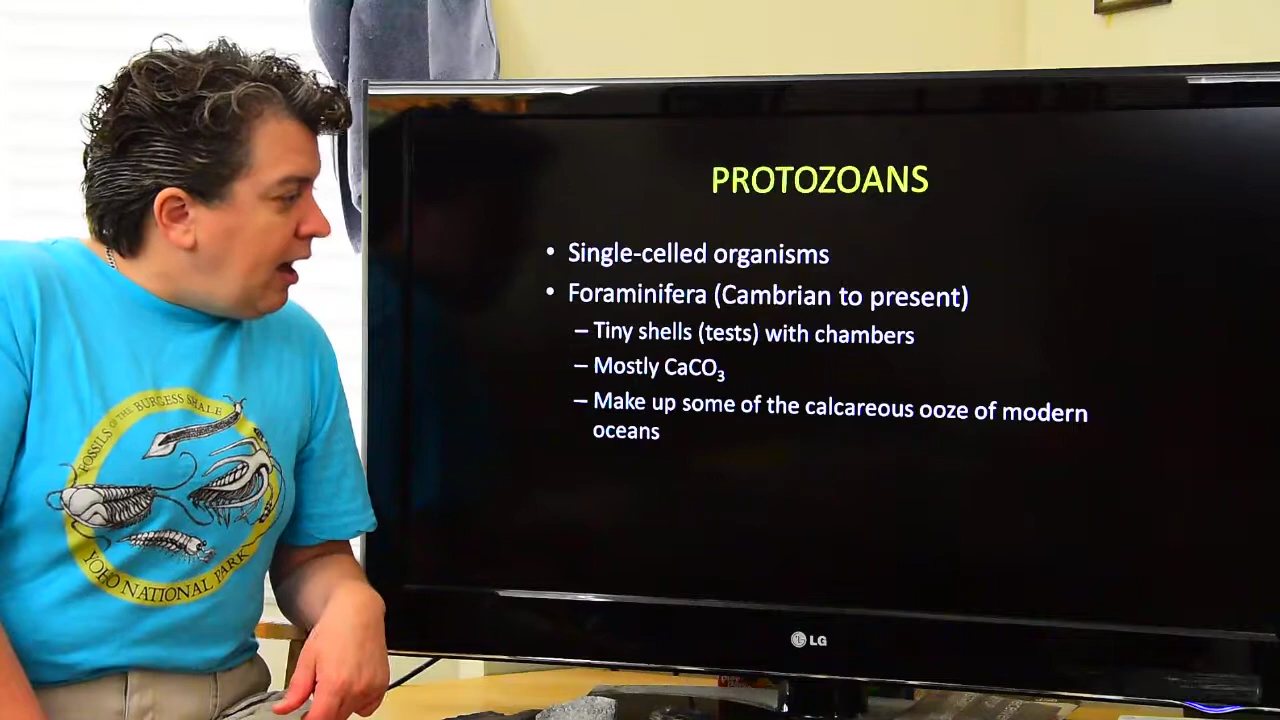 PROTOZOANS
• Single-celled organisms
• Foraminifera (Cambrian to present)
– Tiny shells (tests) with chambers
– Mostly CaCO₃
– Make up some of the calcareous ooze of modern
oceans
FOSSILS of THE BURGESS SHALE
YOHO NATIONAL PARK
LG